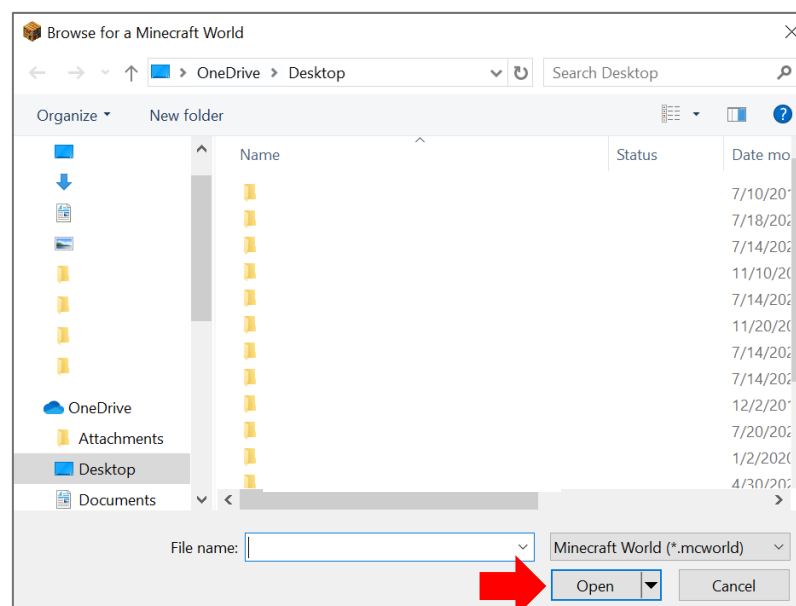 Browse for a Minecraft World
OneDrive > Desktop
Search Desktop
Organize
New folder
?
Name
Status
Date mo
7/10/201
7/18/202
7/14/202
11/10/20
7/14/202
11/20/20
7/14/202
7/14/202
12/2/201
7/20/202
1/2/2020
4/30/202
OneDrive
Attachments
Desktop
Documents
File name:
Minecraft World (*.mcworld)
Open
Cancel